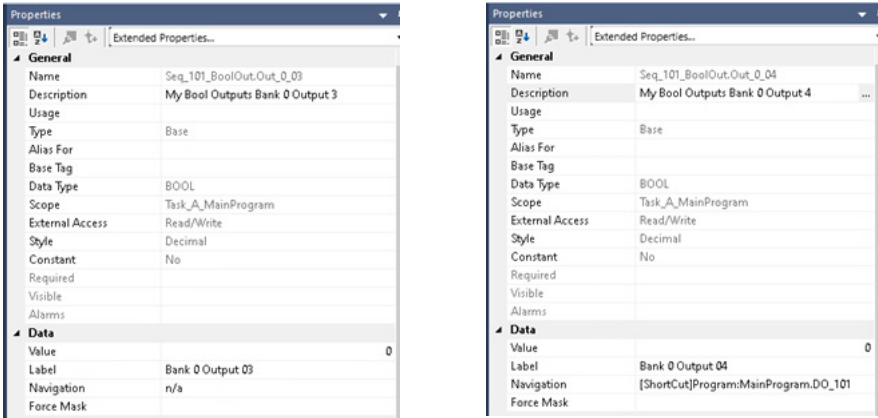 Properties
Extended Properties...
General
Name Seq_101_BoolOut.Out_0_03
Description My Bool Outputs Bank 0 Output 3
Usage
Type Base
Alias For
Base Tag
Data Type BOOL
Scope Task_A_MainProgram
External Access Read/Write
Style Decimal
Constant No
Required
Visible
Alarms
Data
Value 0
Label Bank 0 Output 03
Navigation n/a
Force Mask
Properties
Extended Properties...
General
Name Seq_101_BoolOut.Out_0_04
Description My Bool Outputs Bank 0 Output 4 ...
Usage
Type Base
Alias For
Base Tag
Data Type BOOL
Scope Task_A_MainProgram
External Access Read/Write
Style Decimal
Constant No
Required
Visible
Alarms
Data
Value 0
Label Bank 0 Output 04
Navigation [ShortCut]Program:MainProgram.DO_101
Force Mask